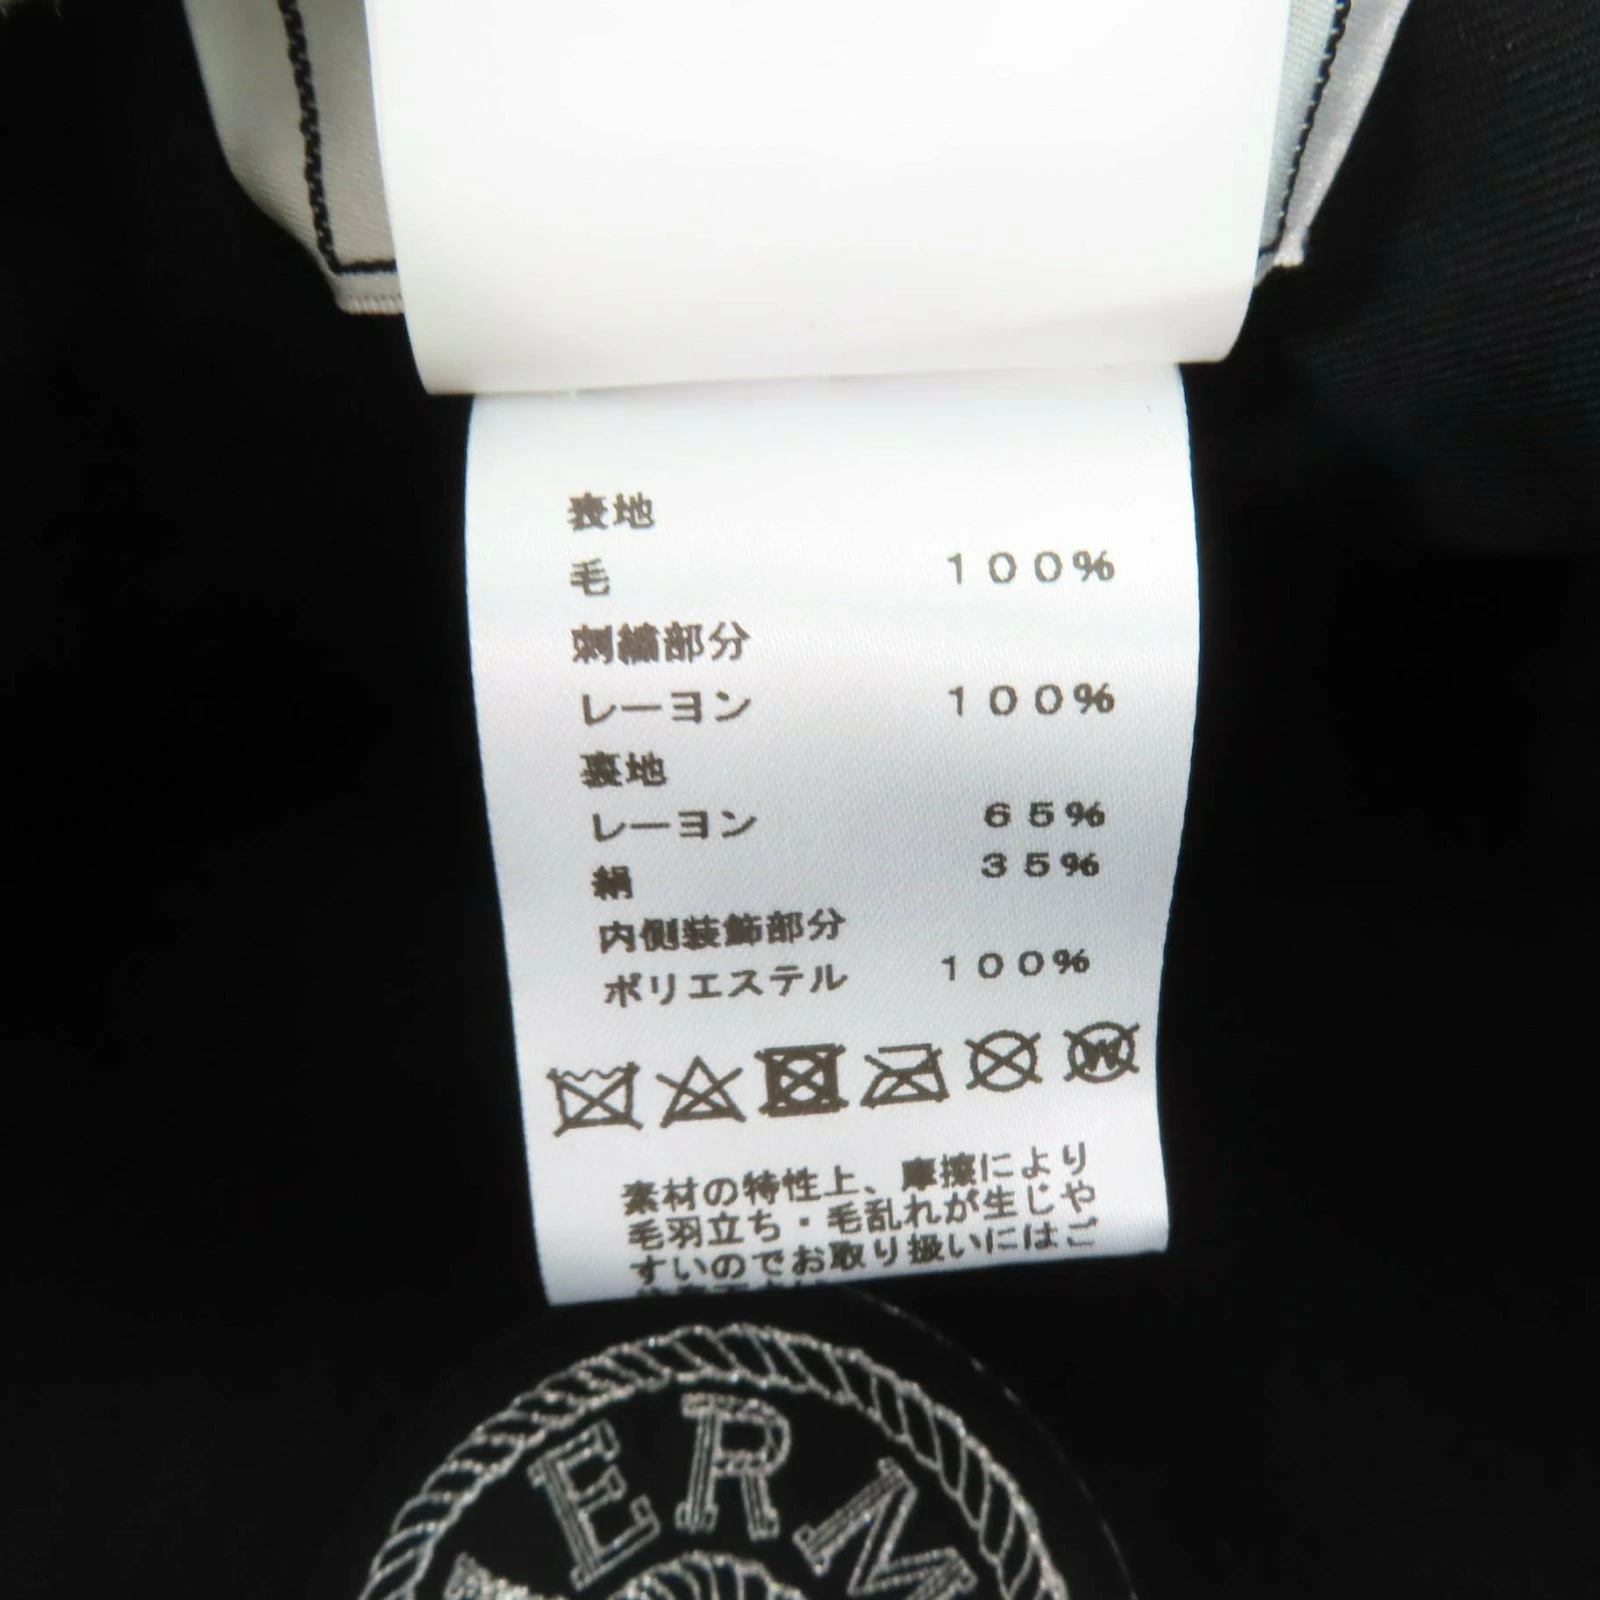 表地
毛 100%
刺繍部分
レーヨン 100%
裏地
レーヨン 65%
絹 35%
内側装飾部分
ポリエステル 100%
素材の特性上、摩擦により
毛羽立ち・毛乱れが生じや
すいのでお取り扱いにはご
ERM